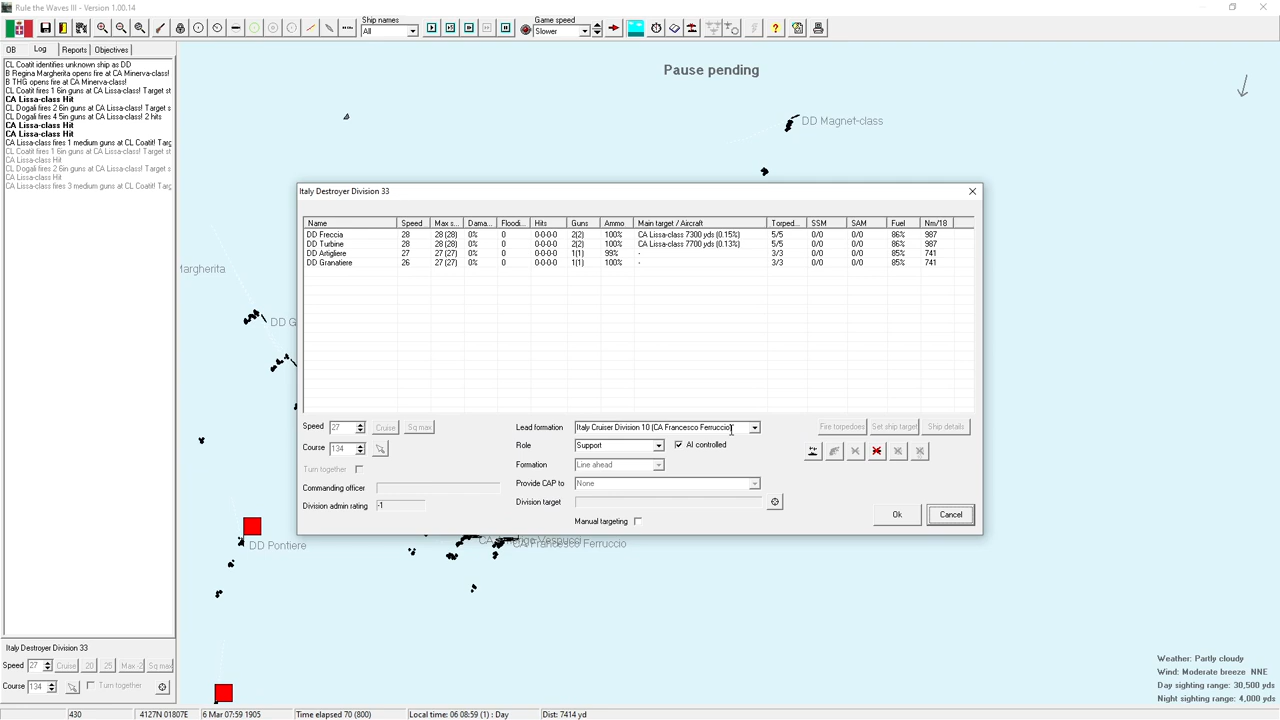 Rule the Waves III - Version 1.00.14
Ship names
All
Game speed
Slower
OB
Log
Reports
Objectives
CL Coatit identifies unknown ship as DD
B Regina Margherita opens fire at CA Minerva-class!
B THG opens fire at CA Minerva-class!
CL Coatit fires 1 6in guns at CA Lissa-class! Target st
CA Lissa-class Hit
CL Dogali fires 2 6in guns at CA Lissa-class! Target s
CL Dogali fires 4 5in guns at CA Lissa-class! 2 hits
CA Lissa-class Hit
CA Lissa-class Hit
CA Lissa-class fires 1 medium guns at CL Coatit! Targ
CL Coatit fires 1 6in guns at CA Lissa-class! Target st
CA Lissa-class Hit
CL Dogali fires 2 6in guns at CA Lissa-class! Target s
CA Lissa-class Hit
CA Lissa-class fires 3 medium guns at CL Coatit! Targ
Pause pending
DD Magnet-class
Italy Destroyer Division 33
Name Speed Max s... Dama... Floodi... Hits Guns Ammo Main target / Aircraft Torped... SSM SAM Fuel Nm/18
DD Freccia 28 28 (28) 0% 0 0-0-0-0 2(2) 100% CA Lissa-class 7300 yds (0.15%) 5/5 0/0 0/0 86% 987
DD Turbine 28 28 (28) 0% 0 0-0-0-0 2(2) 100% CA Lissa-class 7700 yds (0.13%) 5/5 0/0 0/0 86% 987
DD Artigliere 27 27 (27) 0% 0 0-0-0-0 1(1) 99% - 3/3 0/0 0/0 85% 741
DD Granatiere 26 27 (27) 0% 0 0-0-0-0 1(1) 100% - 3/3 0/0 0/0 85% 741
largherita
DD G
Speed 27 Cruise Sq max
Course 134
Turn together
Commanding officer
Division admin rating -1
Lead formation Italy Cruiser Division 10 (CA Francesco Ferruccio)
Role Support AI controlled
Formation Line ahead
Provide CAP to None
Division target
Manual targeting
Fire torpedoes Set ship target Ship details
Ok Cancel
DD Pontiere
CA Francesco Ferruccio
Italy Destroyer Division 33
Speed 27 Cruise 20 25 Max -2 Sq max
Course 134 Turn together
Weather: Partly cloudy
Wind: Moderate breeze NNE
Day sighting range: 30,500 yds
Night sighting range: 4,000 yds
430 4127N 01807E 6 Mar 07:59 1905 Time elapsed 70 (800) Local time: 06 08:59 (1) : Day Dist: 7414 yd